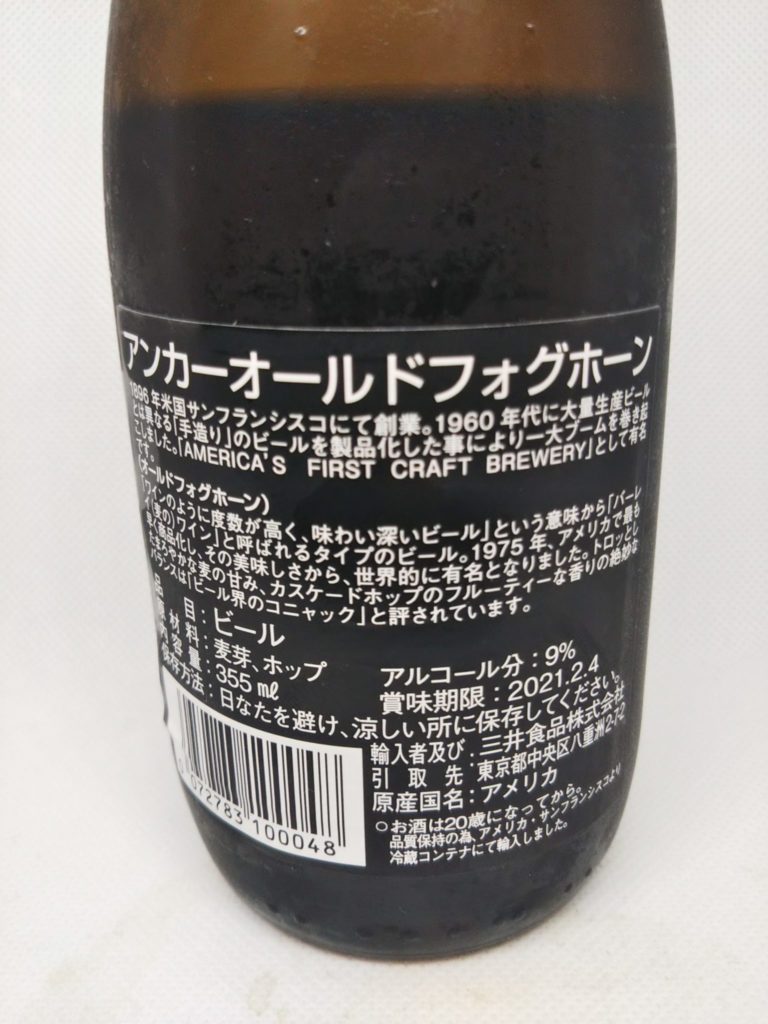 アンカーオールドフォグホーン
1896年米国サンフランシスコにて創業。1960年代に大量生産ビール
とは異なる「手造り」のビールを製品化した事により一大ブームを巻き起
こしました。「AMERICA'S FIRST CRAFT BREWERY」として有名
です。
(オールドフォグホーン)
「ワインのように度数が高く、味わい深いビール」という意味から「バーレ
イ(麦の)ワイン」と呼ばれるタイプのビール。1975年、アメリカで最も
早く商品化し、その美味しさから、世界的に有名となりました。トロッとし
たまろやかな麦の甘み、カスケードホップのフルーティーな香りの絶妙な
バランスは「ビール界のコニャック」と評されています。
品目:ビール
原材料:麦芽、ホップ
内容量:355㎖
アルコール分:9%
賞味期限:2021.2.4
保存方法:日なたを避け、涼しい所に保存してください。
輸入者及び:三井食品株式会社
引取先:東京都中央区八重洲2-7-2
原産国名:アメリカ
○お酒は20歳になってから。
品質保持の為、アメリカ・サンフランシスコより
冷蔵コンテナにて輸入しました。
0 72783 10004 8